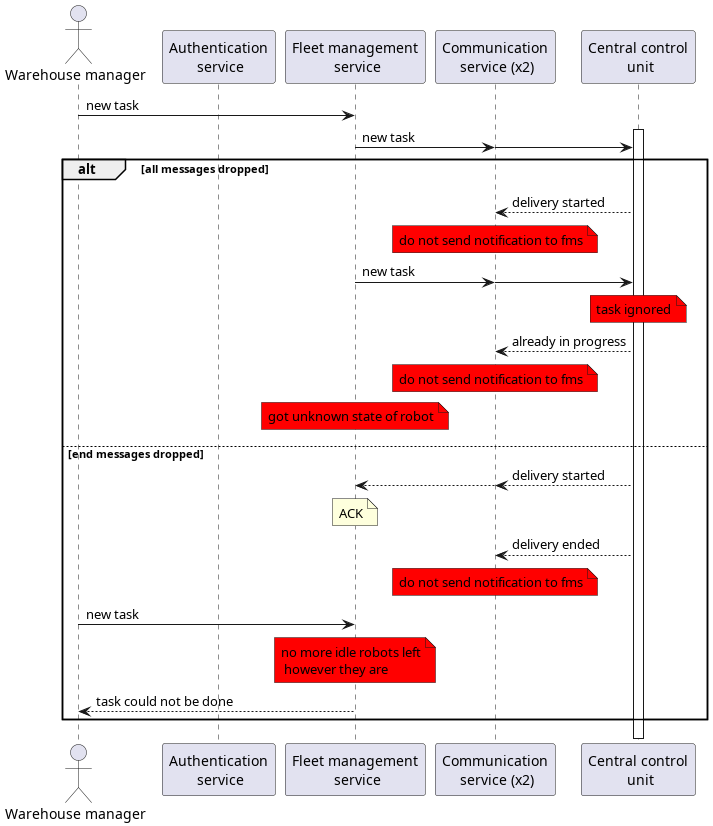 Warehouse manager
Authentication
service
Fleet management
service
Communication
service (x2)
Central control
unit
new task
new task
alt
[all messages dropped]
delivery started
do not send notification to fms
new task
task ignored
already in progress
do not send notification to fms
got unknown state of robot
[end messages dropped]
delivery started
ACK
delivery ended
do not send notification to fms
new task
no more idle robots left
however they are
task could not be done
Warehouse manager
Authentication
service
Fleet management
service
Communication
service (x2)
Central control
unit